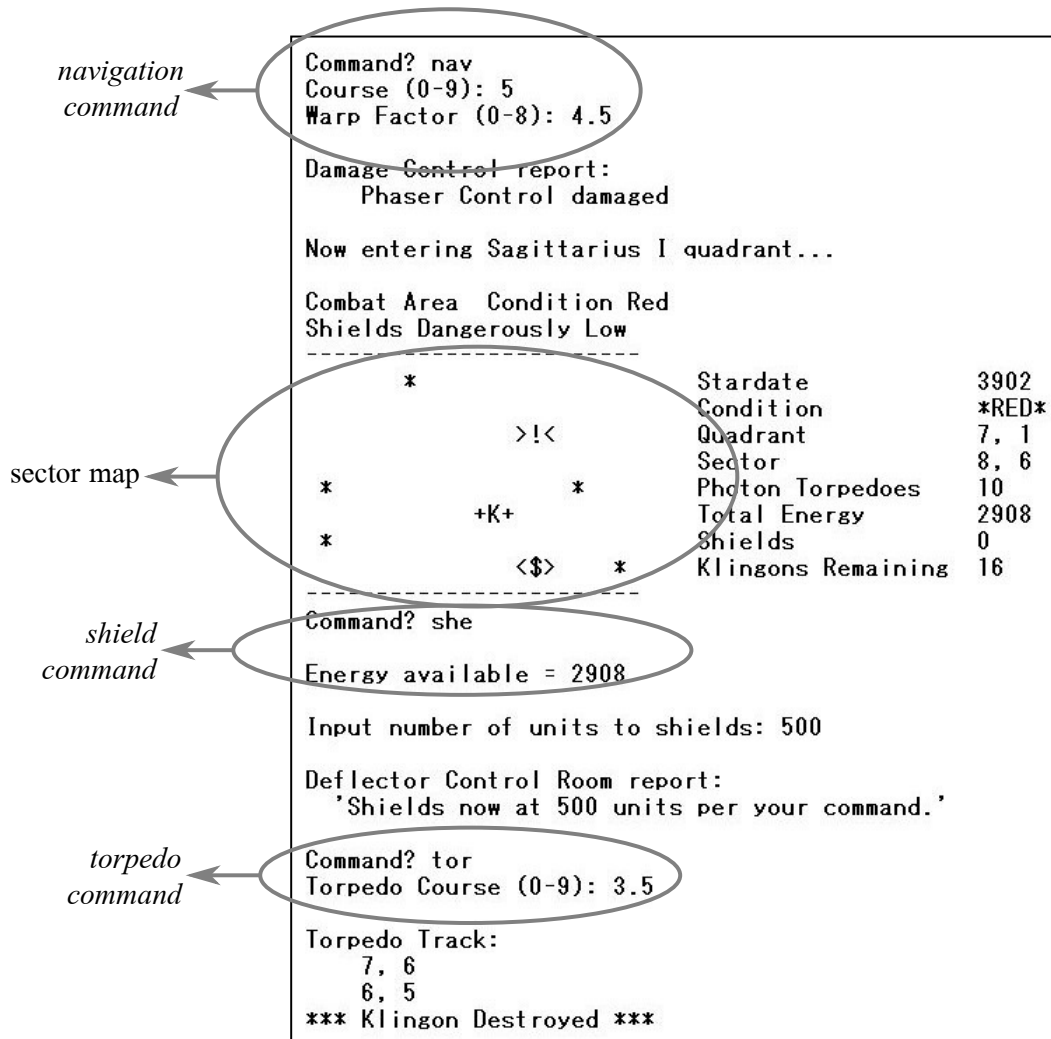 navigation
command
Command? nav
Course (0-9): 5
Warp Factor (0-8): 4.5
Damage Control report:
Phaser Control damaged
Now entering Sagittarius I quadrant...
Combat Area  Condition Red
Shields Dangerously Low
---
sector map
* Stardate 3902
Condition *RED*
>!< Quadrant 7, 1
Sector 8, 6
* * Photon Torpedoes 10
+K+ Total Energy 2908
* Shields 0
<$> * Klingons Remaining 16
---
shield
command
Command? she
Energy available = 2908
Input number of units to shields: 500
Deflector Control Room report:
'Shields now at 500 units per your command.'
torpedo
command
Command? tor
Torpedo Course (0-9): 3.5
Torpedo Track:
7, 6
6, 5
*** Klingon Destroyed ***